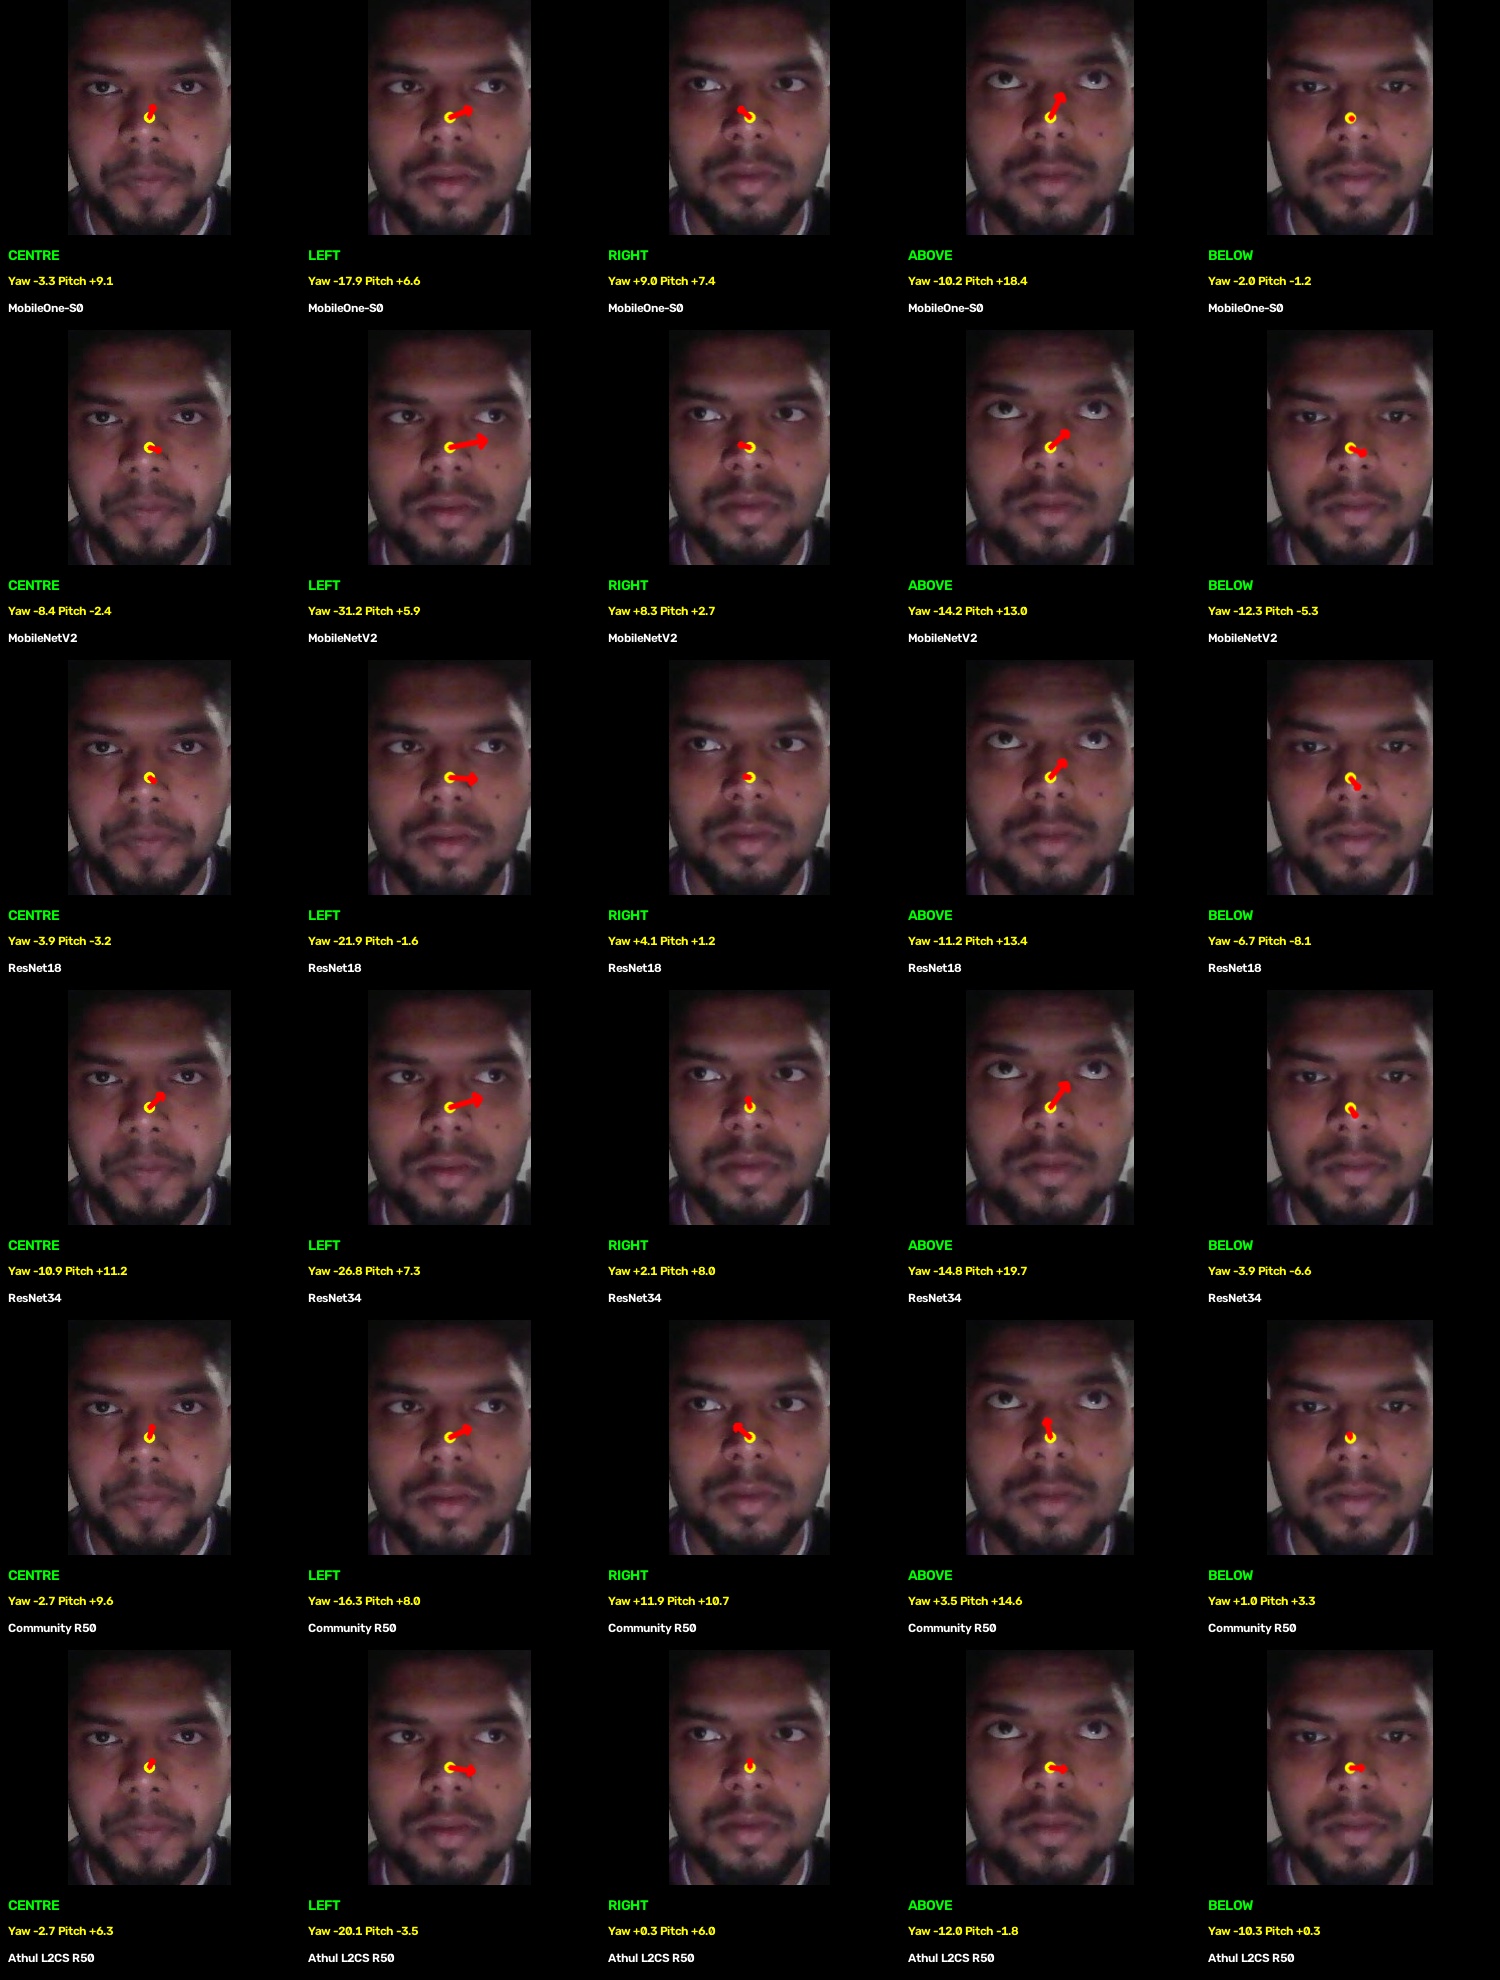 CENTRE
Yaw -3.3 Pitch +9.1
MobileOne-S0
LEFT
Yaw -17.9 Pitch +6.6
MobileOne-S0
RIGHT
Yaw +9.0 Pitch +7.4
MobileOne-S0
ABOVE
Yaw -10.2 Pitch +18.4
MobileOne-S0
BELOW
Yaw -2.0 Pitch -1.2
MobileOne-S0
CENTRE
Yaw -8.4 Pitch -2.4
MobileNetV2
LEFT
Yaw -31.2 Pitch +5.9
MobileNetV2
RIGHT
Yaw +8.3 Pitch +2.7
MobileNetV2
ABOVE
Yaw -14.2 Pitch +13.0
MobileNetV2
BELOW
Yaw -12.3 Pitch -5.3
MobileNetV2
CENTRE
Yaw -3.9 Pitch -3.2
ResNet18
LEFT
Yaw -21.9 Pitch -1.6
ResNet18
RIGHT
Yaw +4.1 Pitch +1.2
ResNet18
ABOVE
Yaw -11.2 Pitch +13.4
ResNet18
BELOW
Yaw -6.7 Pitch -8.1
ResNet18
CENTRE
Yaw -10.9 Pitch +11.2
ResNet34
LEFT
Yaw -26.8 Pitch +7.3
ResNet34
RIGHT
Yaw +2.1 Pitch +8.0
ResNet34
ABOVE
Yaw -14.8 Pitch +19.7
ResNet34
BELOW
Yaw -3.9 Pitch -6.6
ResNet34
CENTRE
Yaw -2.7 Pitch +9.6
Community R50
LEFT
Yaw -16.3 Pitch +8.0
Community R50
RIGHT
Yaw +11.9 Pitch +10.7
Community R50
ABOVE
Yaw +3.5 Pitch +14.6
Community R50
BELOW
Yaw +1.0 Pitch +3.3
Community R50
CENTRE
Yaw -2.7 Pitch +6.3
Athul L2CS R50
LEFT
Yaw -20.1 Pitch -3.5
Athul L2CS R50
RIGHT
Yaw +0.3 Pitch +6.0
Athul L2CS R50
ABOVE
Yaw -12.0 Pitch -1.8
Athul L2CS R50
BELOW
Yaw -10.3 Pitch +0.3
Athul L2CS R50